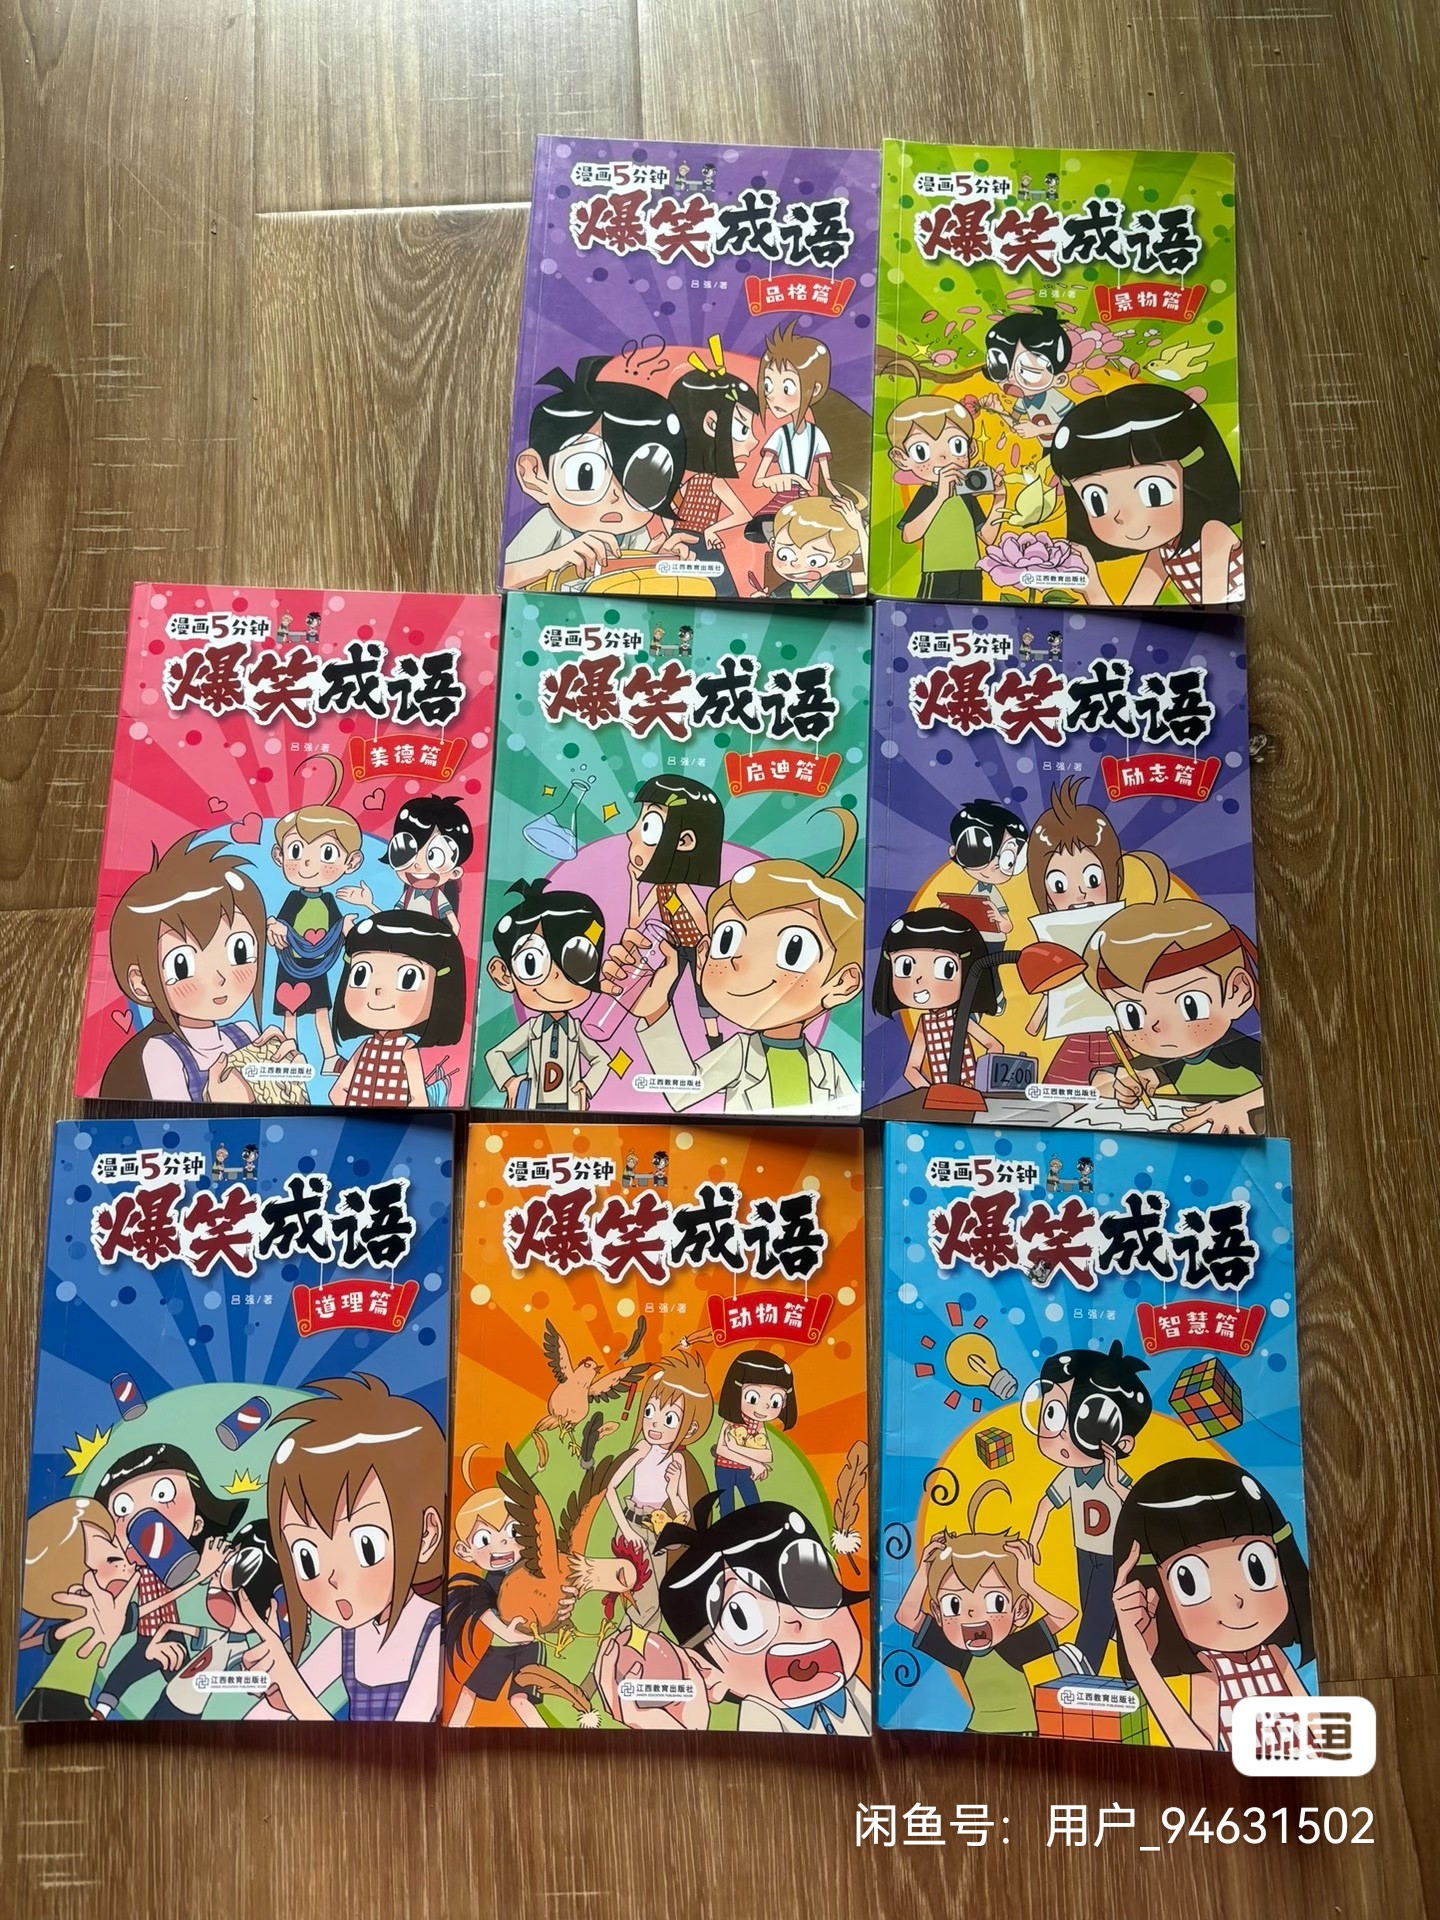 漫画5分钟
爆笑成语
吕强/著
品格篇
江西教育出版社
漫画5分钟
爆笑成语
吕强/著
景物篇
江西教育出版社
漫画5分钟
爆笑成语
吕强/著
美德篇
江西教育出版社
漫画5分钟
爆笑成语
吕强/著
启迪篇
D
江西教育出版社
漫画5分钟
爆笑成语
吕强/著
励志篇
12:00
江西教育出版社
漫画5分钟
爆笑成语
吕强/著
道理篇
江西教育出版社
漫画5分钟
爆笑成语
吕强/著
动物篇
江西教育出版社
漫画5分钟
爆笑成语
吕强/著
智慧篇
D
江西教育出版社
闲鱼
闲鱼号：用户_94631502